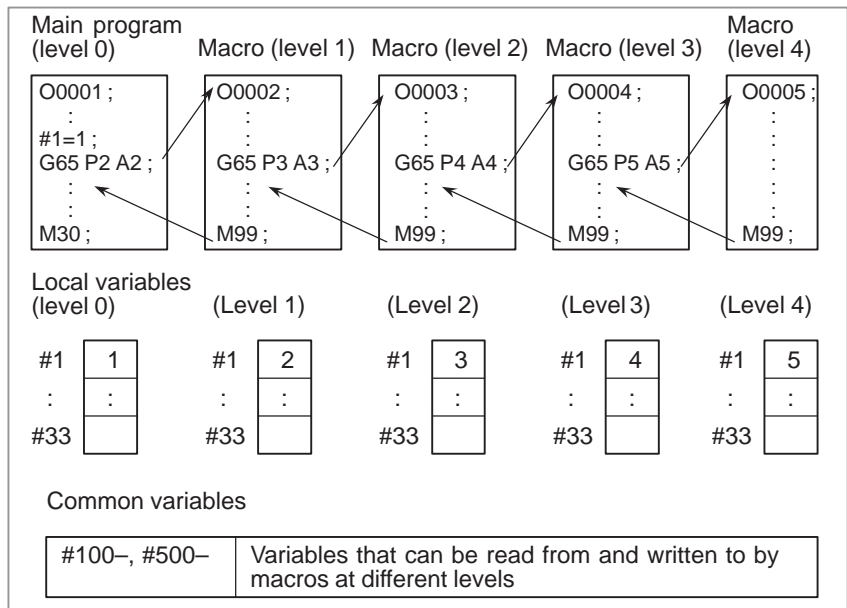 Main program
(level 0)
Macro (level 1)
Macro (level 2)
Macro (level 3)
Macro
(level 4)
O0001 ;
:
#1=1 ;
G65 P2 A2 ;
:
:
M30 ;
O0002 ;
:
:
G65 P3 A3 ;
:
:
M99 ;
O0003 ;
:
:
G65 P4 A4 ;
:
:
M99 ;
O0004 ;
:
:
G65 P5 A5 ;
:
:
M99 ;
O0005 ;
:
:
:
:
:
M99 ;
Local variables
(level 0)
(Level 1)
(Level 2)
(Level 3)
(Level 4)
#1 1 #1 2 #1 3 #1 4 #1 5
: : : : : : : : : :
#33 #33 #33 #33 #33
Common variables
#100–, #500– Variables that can be read from and written to by
macros at different levels